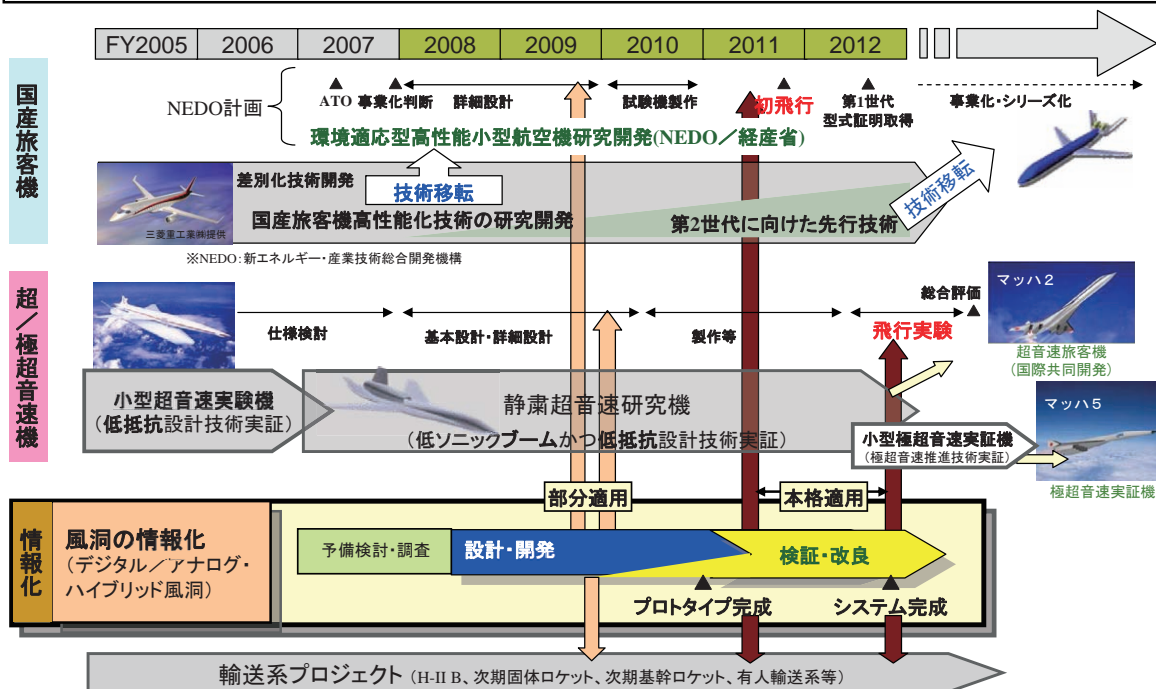 FY2005 2006 2007 2008 2009 2010 2011 2012
国産旅客機
NEDO計画
ATO 事業化判断 詳細設計 試験機製作 初飛行 第1世代 事業化・シリーズ化
型式証明取得
環境適応型高性能小型航空機研究開発(NEDO／経産省)
差別化技術開発
技術移転
技術移転
国産旅客機高性能化技術の研究開発
第2世代に向けた先行技術
三菱重工業㈱提供
※NEDO：新エネルギー・産業技術総合開発機構
超／極超音速機
仕様検討 基本設計・詳細設計 製作等 総合評価
飛行実験
マッハ2
超音速旅客機
(国際共同開発)
小型超音速実験機
(低抵抗設計技術実証)
静粛超音速研究機
(低ソニックブームかつ低抵抗設計技術実証)
マッハ5
小型極超音速実証機
(極超音速推進技術実証)
極超音速実証機
部分適用 本格適用
情報化
風洞の情報化
(デジタル／アナログ・
ハイブリッド風洞)
予備検討・調査 設計・開発 検証・改良
プロトタイプ完成 システム完成
輸送系プロジェクト (H-II B、次期固体ロケット、次期基幹ロケット、有人輸送系等)